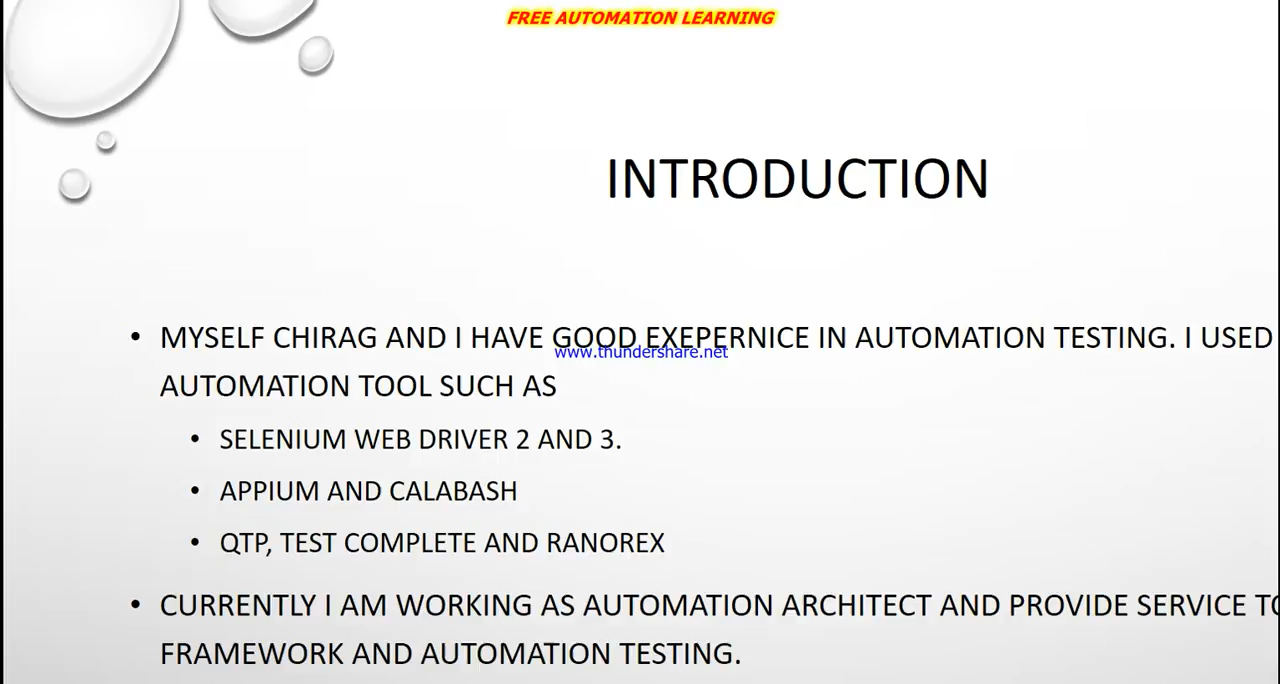 FREE AUTOMATION LEARNING
INTRODUCTION
• MYSELF CHIRAG AND I HAVE GOOD EXEPERNICE IN AUTOMATION TESTING. I USED
www.thundershare.net
AUTOMATION TOOL SUCH AS
• SELENIUM WEB DRIVER 2 AND 3.
• APPIUM AND CALABASH
• QTP, TEST COMPLETE AND RANOREX
• CURRENTLY I AM WORKING AS AUTOMATION ARCHITECT AND PROVIDE SERVICE TO
FRAMEWORK AND AUTOMATION TESTING.